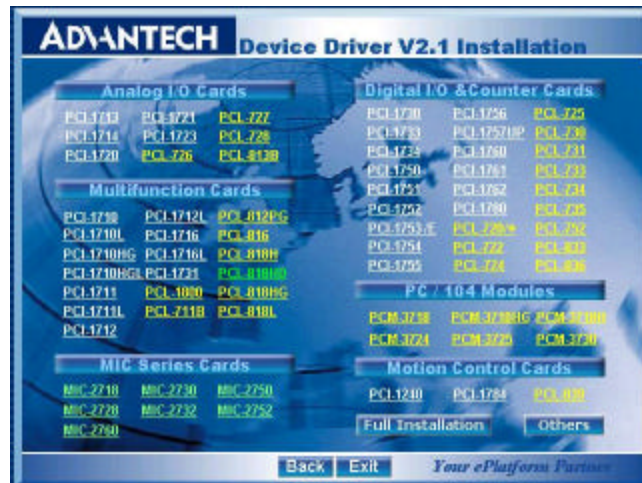 ADVANTECH
Device Driver V2.1 Installation
Analog I/O Cards
PCI-1713 PCI-1721 PCL-727
PCI-1714 PCI-1723 PCL-728
PCI-1720 PCL-726 PCL-813B
Multifunction Cards
PCI-1710 PCI-1712L PCL-812PG
PCI-1710L PCI-1716 PCL-816
PCI-1710HG PCI-1716L PCL-818H
PCI-1710HGL PCI-1731 PCL-818HD
PCI-1711 PCL-1800 PCL-818HG
PCI-1711L PCL-711B PCL-818L
PCI-1712
MIC Series Cards
MIC-2718 MIC-2730 MIC-2750
MIC-2728 MIC-2732 MIC-2752
MIC-2760
Digital I/O &Counter Cards
PCI-1730 PCI-1756 PCL-725
PCI-1733 PCI-1757UP PCL-730
PCI-1734 PCI-1760 PCL-731
PCI-1750 PCI-1761 PCL-733
PCI-1751 PCI-1762 PCL-734
PCI-1752 PCI-1780 PCL-735
PCI-1753/E PCL-720/+
PCI-1754 PCL-722 PCL-833
PCI-1755 PCL-724 PCL-836
PC / 104 Modules
PCM-3718 PCM-3718HG PCM-3718H
PCM-3724 PCM-3725 PCM-3730
Motion Control Cards
PCI-1240 PCI-1784 PCL-839
Full Installation Others
Back Exit Your ePlatform Partner